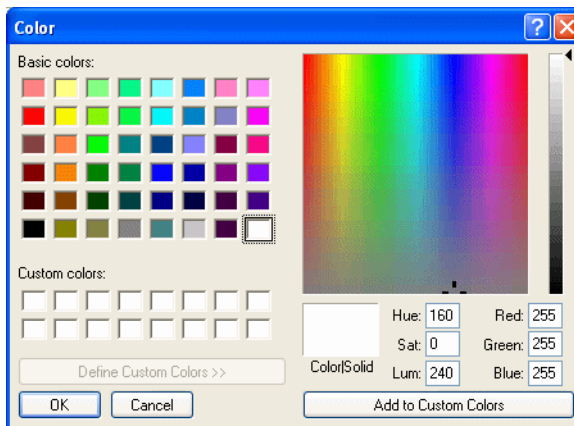 Color
Basic colors:
Custom colors:
Define Custom Colors >>
OK Cancel
Color|Solid
Hue: 160 Red: 255
Sat: 0 Green: 255
Lum: 240 Blue: 255
Add to Custom Colors